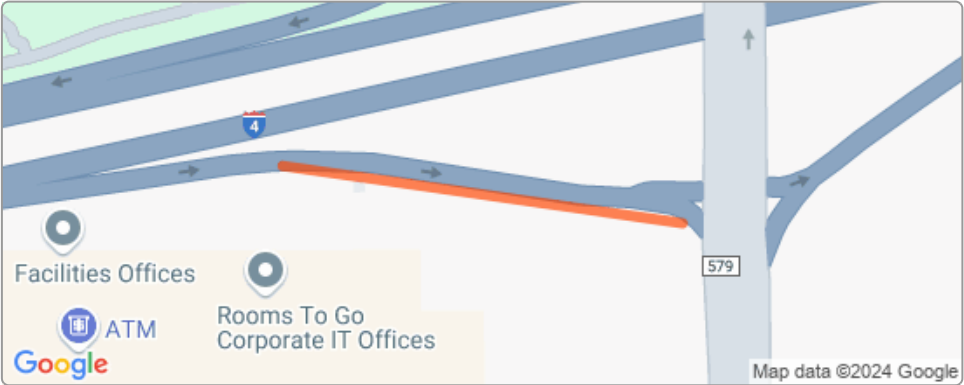 4
579
Facilities Offices
Rooms To Go
Corporate IT Offices
ATM
Google
Map data ©2024 Google